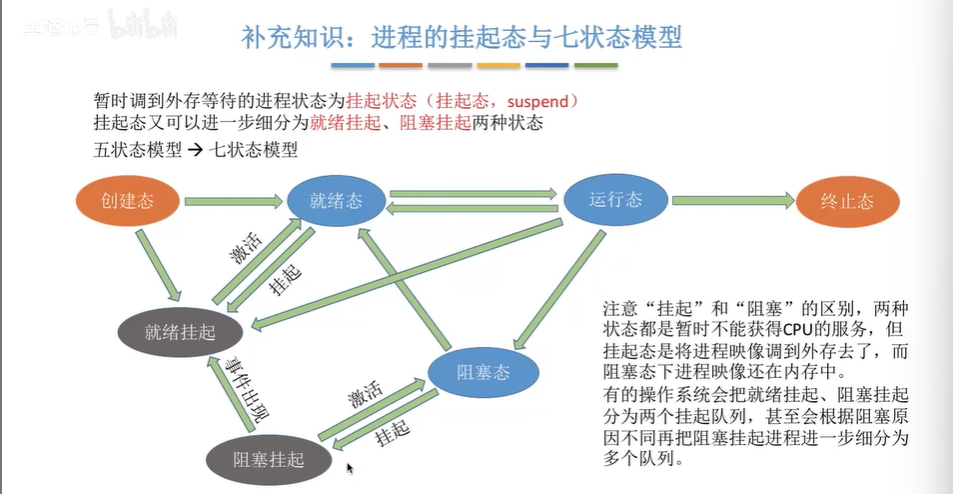 补充知识：进程的挂起态与七状态模型
暂时调到外存等待的进程状态为挂起状态（挂起态，suspend）
挂起态又可以进一步细分为就绪挂起、阻塞挂起两种状态
五状态模型→七状态模型
创建态
就绪态
运行态
终止态
激活
挂起
就绪挂起
事件出现
阻塞态
激活
挂起
阻塞挂起
注意“挂起”和“阻塞”的区别，两种
状态都是暂时不能获得CPU的服务，但
挂起态是将进程映像调到外存去了，而
阻塞态下进程映像还在内存中。
有的操作系统会把就绪挂起、阻塞挂起
分为两个挂起队列，甚至会根据阻塞原
因不同再把阻塞挂起进程进一步细分为
多个队列。